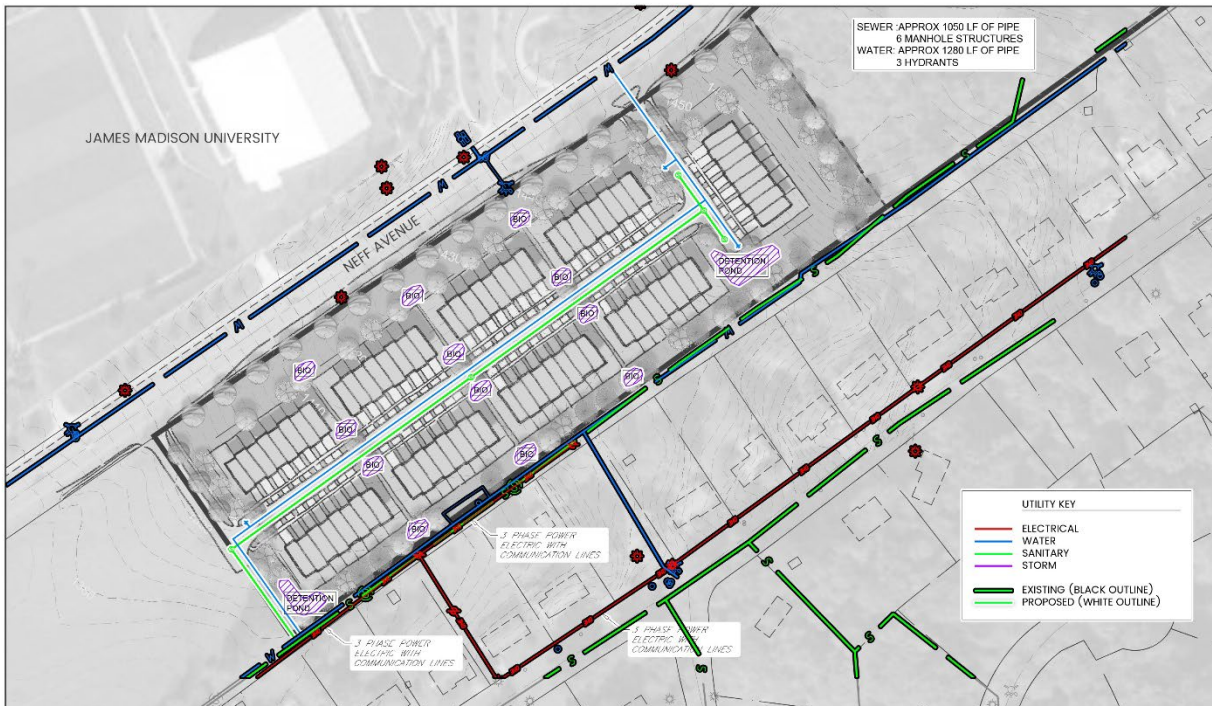 SEWER :APPROX 1050 LF OF PIPE
6 MANHOLE STRUCTURES
WATER: APPROX 1280 LF OF PIPE
3 HYDRANTS
JAMES MADISON UNIVERSITY
NEFF AVENUE
W
W
W
W
S
S
S
S
S
S
S
S
S
1450
BIO
BIO
BIO
BIO
BIO
BIO
BIO
BIO
BIO
BIO
BIO
BIO
DETENTION
POND
DETENTION
POND
3 PHASE POWER
ELECTRIC WITH
COMMUNICATION LINES
3 PHASE POWER
ELECTRIC WITH
COMMUNICATION LINES
3 PHASE POWER
ELECTRIC WITH
COMMUNICATION LINES
UTILITY KEY
ELECTRICAL
WATER
SANITARY
STORM
EXISTING (BLACK OUTLINE)
PROPOSED (WHITE OUTLINE)